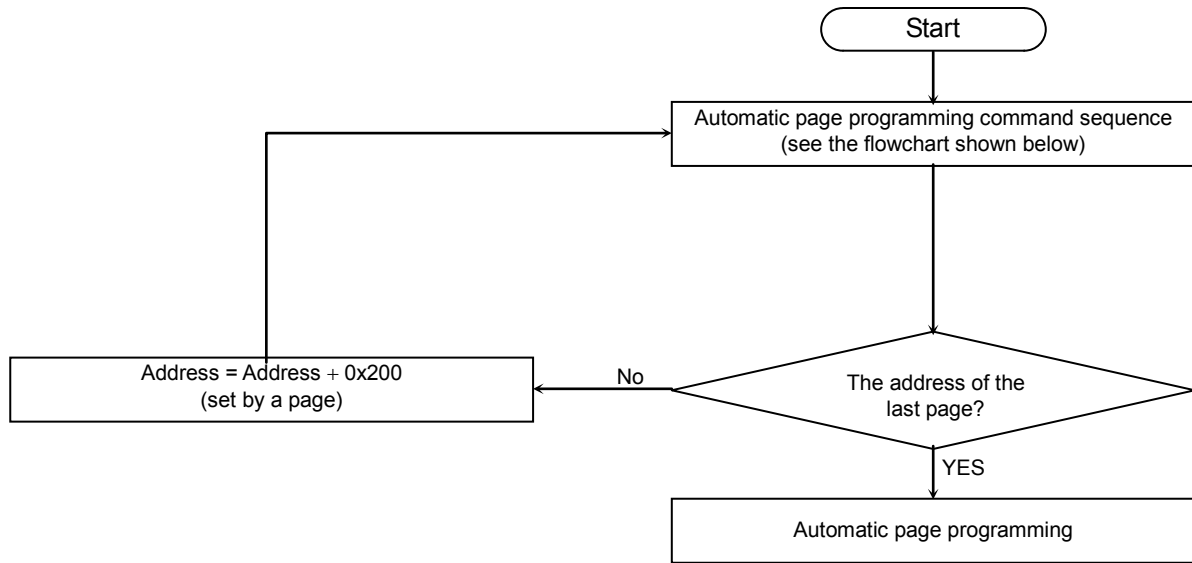 Start
Automatic page programming command sequence
(see the flowchart shown below)
Address = Address + 0x200
(set by a page)
No
The address of the
last page?
YES
Automatic page programming